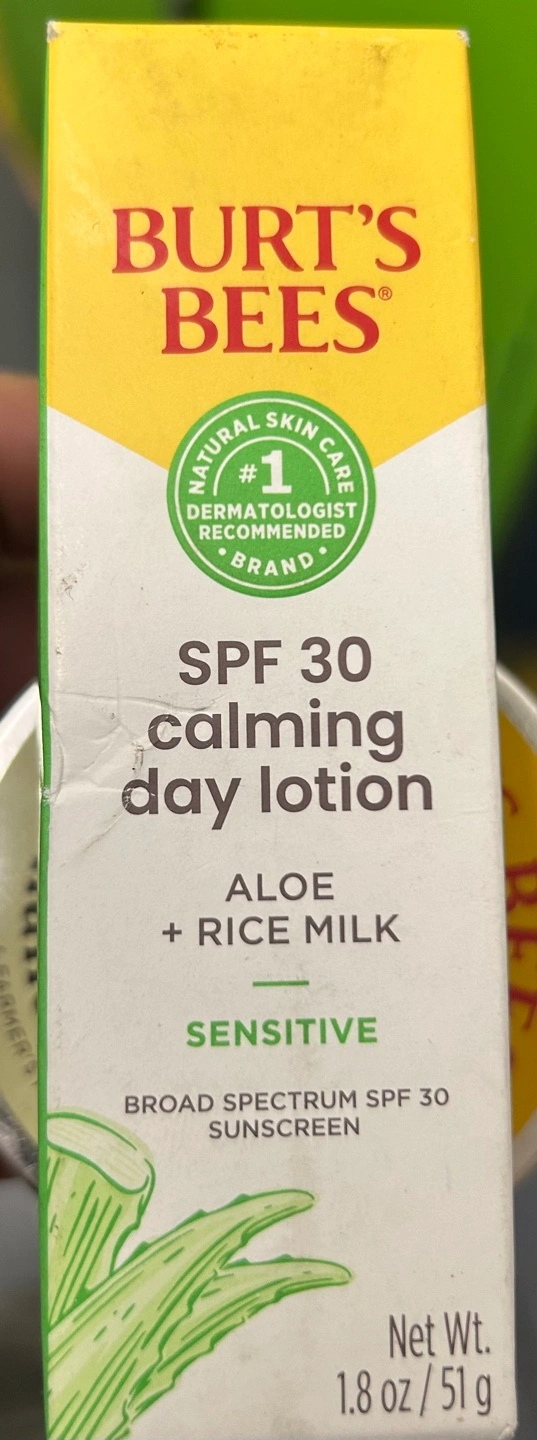 BURT'S
BEES®
NATURAL SKIN CARE
#1
DERMATOLOGIST
RECOMMENDED
• BRAND •
SPF 30
calming
day lotion
ALOE
+ RICE MILK
SENSITIVE
BROAD SPECTRUM SPF 30
SUNSCREEN
Net Wt.
1.8 oz / 51 g